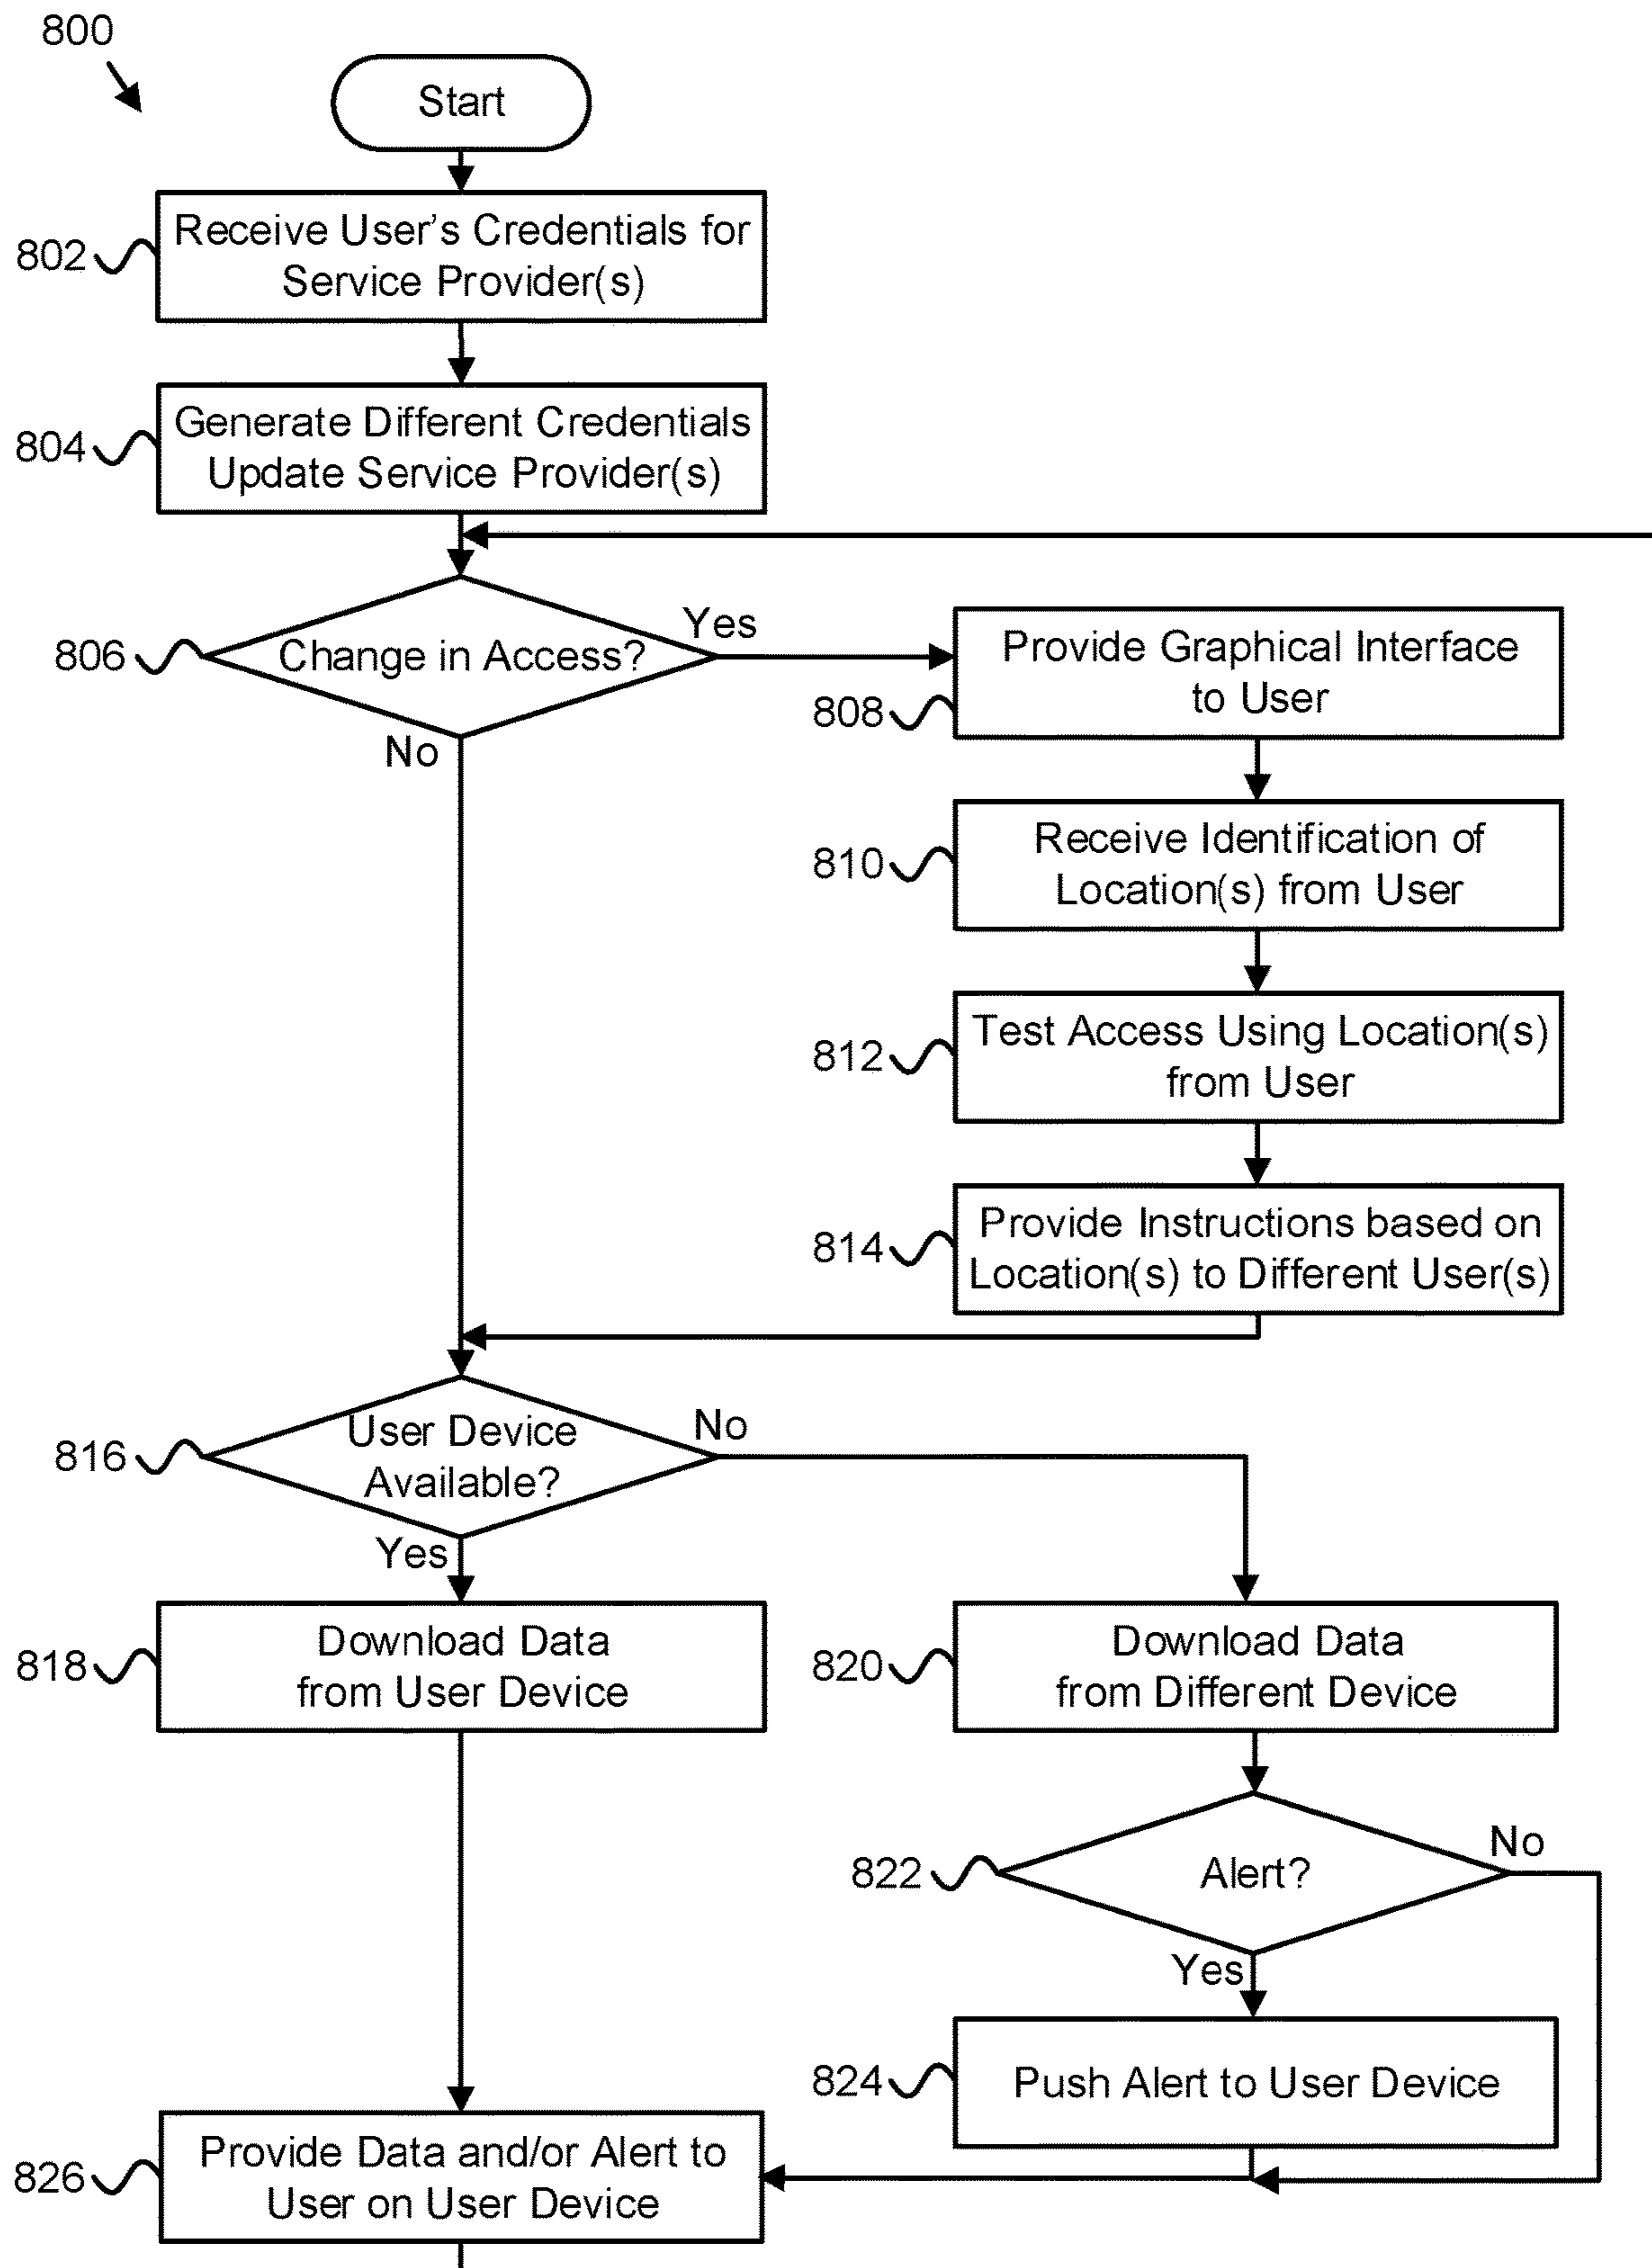 800
Start
802
Receive User’s Credentials for
Service Provider(s)
804
Generate Different Credentials
Update Service Provider(s)
806
Change in Access?
Yes
No
808
Provide Graphical Interface
to User
810
Receive Identification of
Location(s) from User
812
Test Access Using Location(s)
from User
814
Provide Instructions based on
Location(s) to Different User(s)
816
User Device
Available?
No
Yes
818
Download Data
from User Device
820
Download Data
from Different Device
822
Alert?
No
Yes
824
Push Alert to User Device
826
Provide Data and/or Alert to
User on User Device